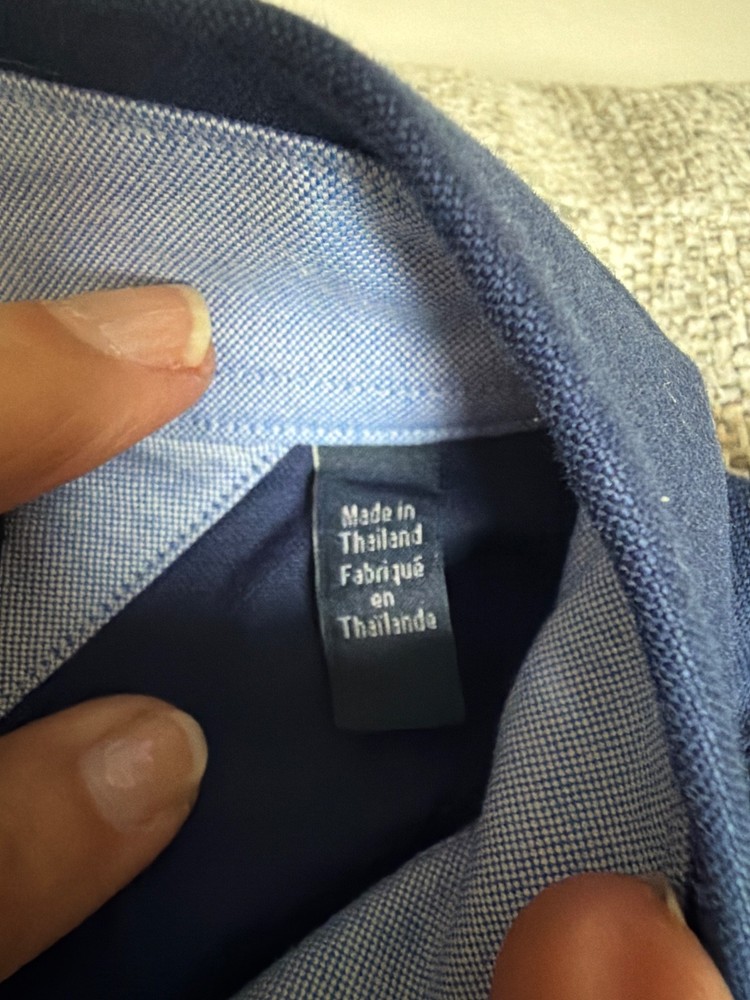 Made in
Thailand
Fabriqué
en
Thaïlande